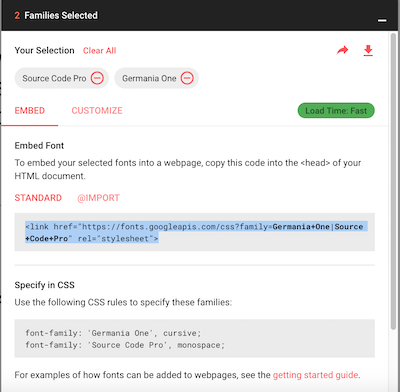 2 Families Selected
Your Selection Clear All
Source Code Pro Germania One
EMBED CUSTOMIZE Load Time: Fast
Embed Font
To embed your selected fonts into a webpage, copy this code into the <head> of your
HTML document.
STANDARD @IMPORT
<link href="https://fonts.googleapis.com/css?family=Germania+One|Source
+Code+Pro" rel="stylesheet">
Specify in CSS
Use the following CSS rules to specify these families:
font-family: 'Germania One', cursive;
font-family: 'Source Code Pro', monospace;
For examples of how fonts can be added to webpages, see the getting started guide.